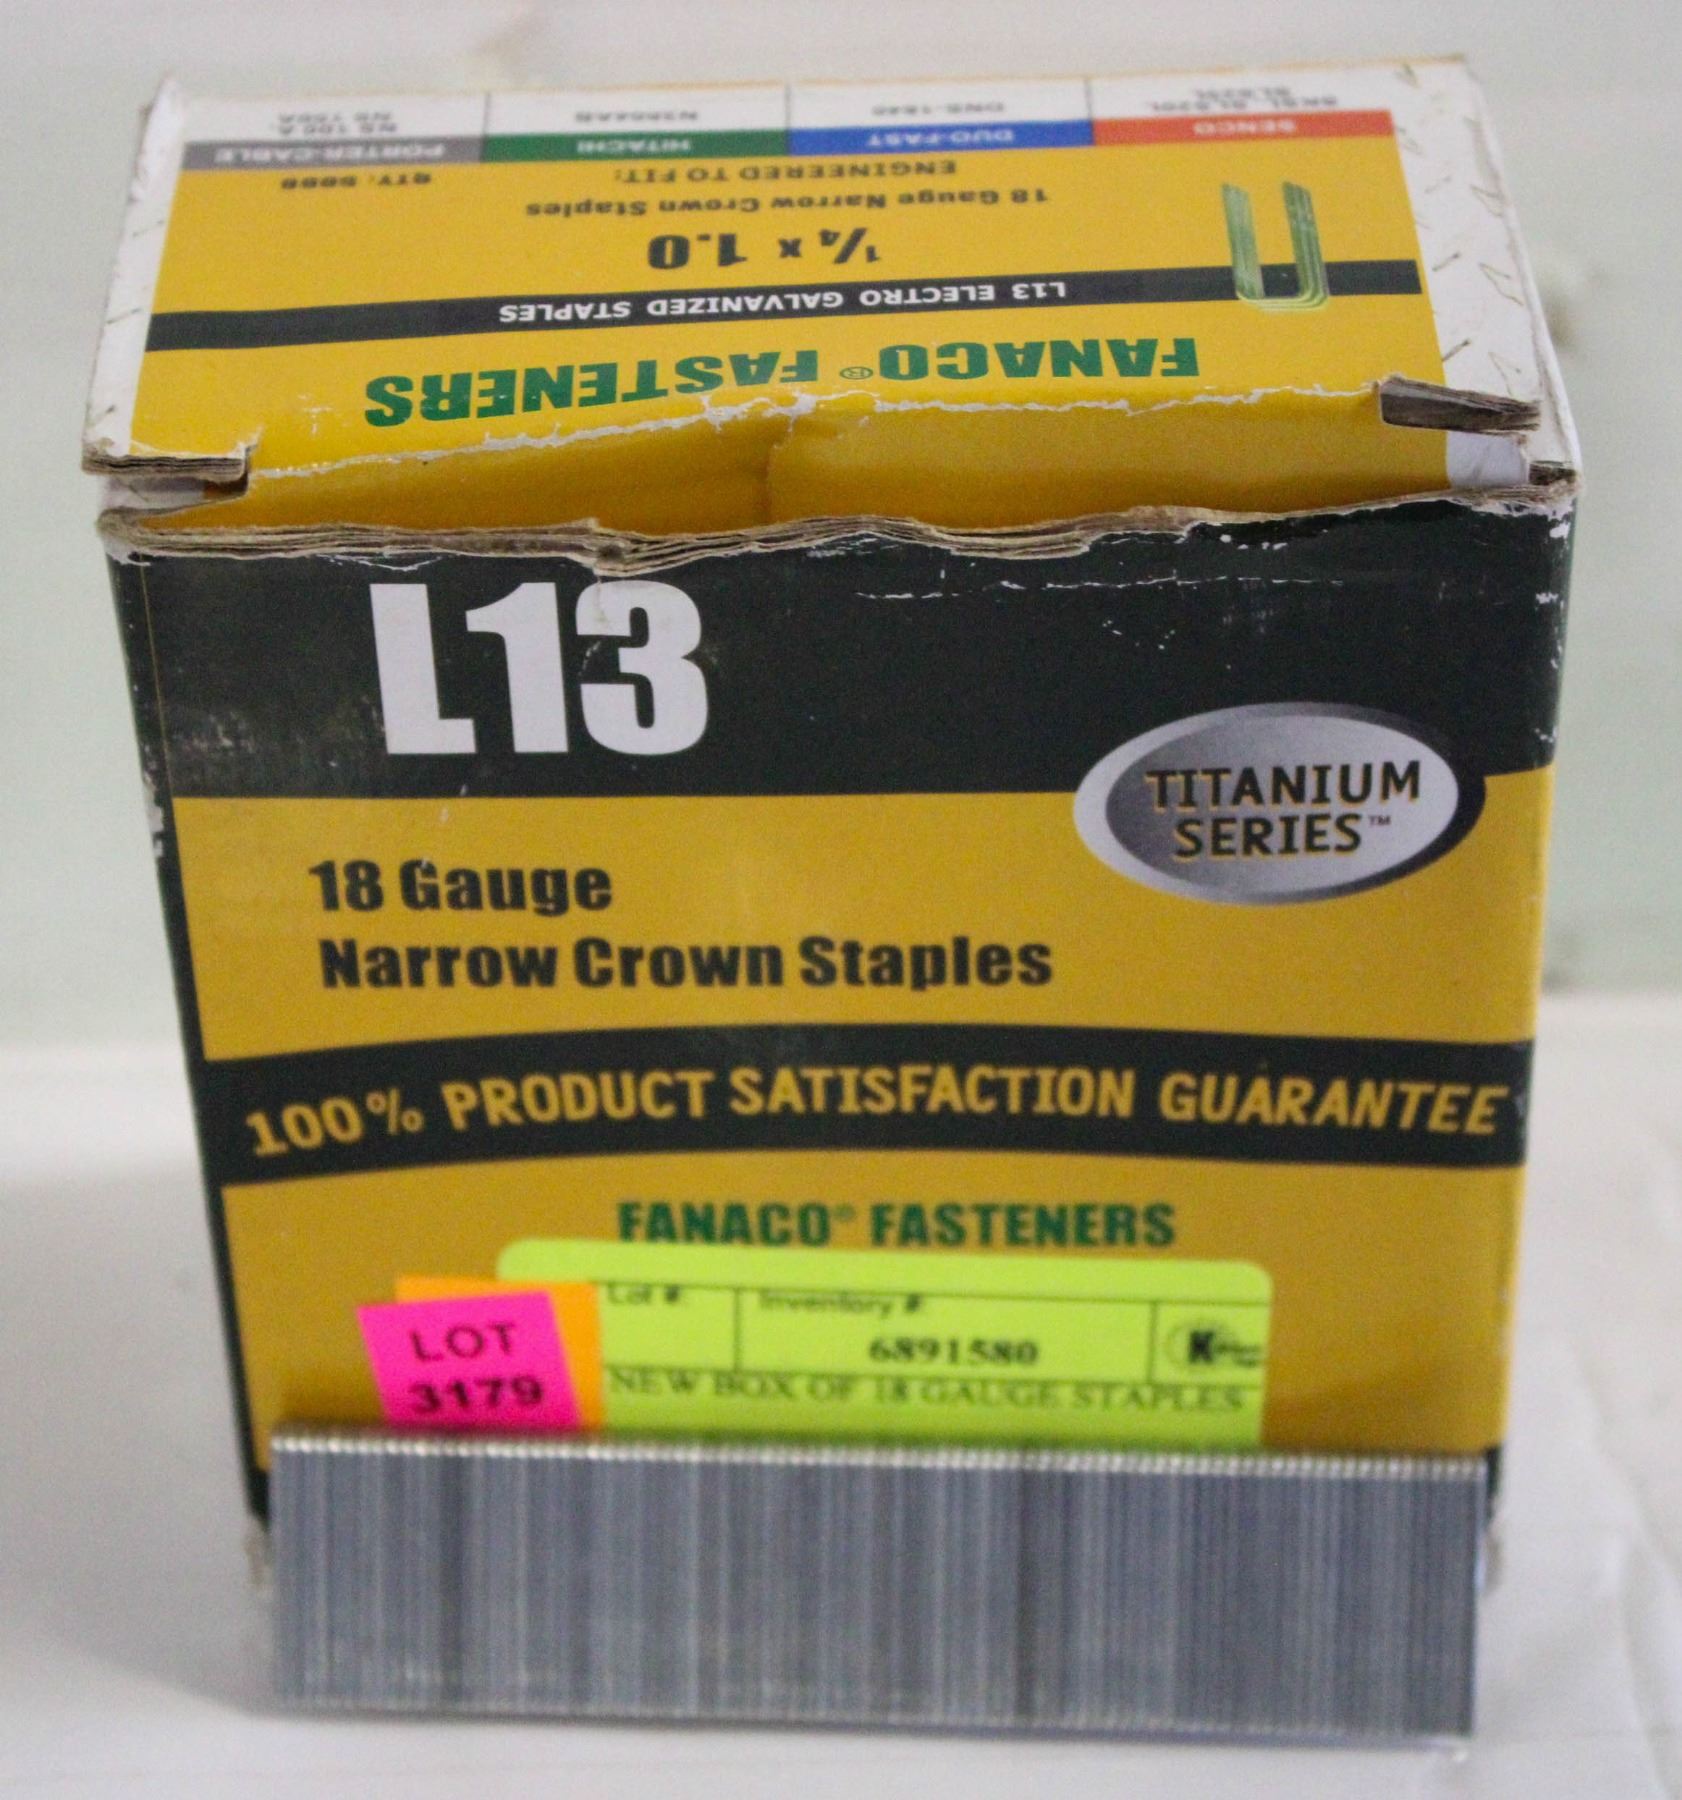 FANACO® FASTENERS
L13 ELECTRO GALVANIZED STAPLES
1/4 x 1.0
18 Gauge Narrow Crown Staples
ENGINEERED TO FIT:
QTY: 5000
SENCO
DUO-FAST
HITACHI
PORTER-CABLE
L13
TITANIUM
SERIES™
18 Gauge
Narrow Crown Staples
100% PRODUCT SATISFACTION GUARANTEE
FANACO® FASTENERS
Lot #:
Inventory #:
6891580
K
NEW BOX OF 18 GAUGE STAPLES
LOT
3179